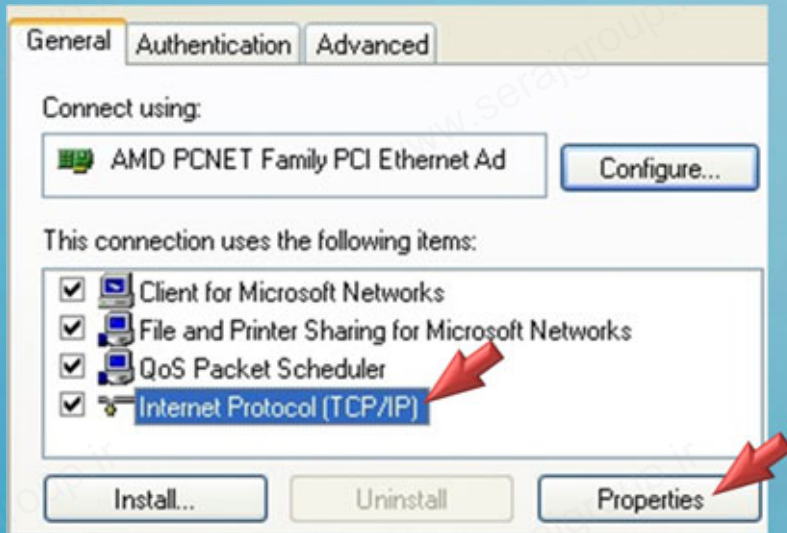 General Authentication Advanced
Connect using:
AMD PCNET Family PCI Ethernet Ad
Configure...
This connection uses the following items:
Client for Microsoft Networks
File and Printer Sharing for Microsoft Networks
QoS Packet Scheduler
Internet Protocol (TCP/IP)
Install... Uninstall Properties